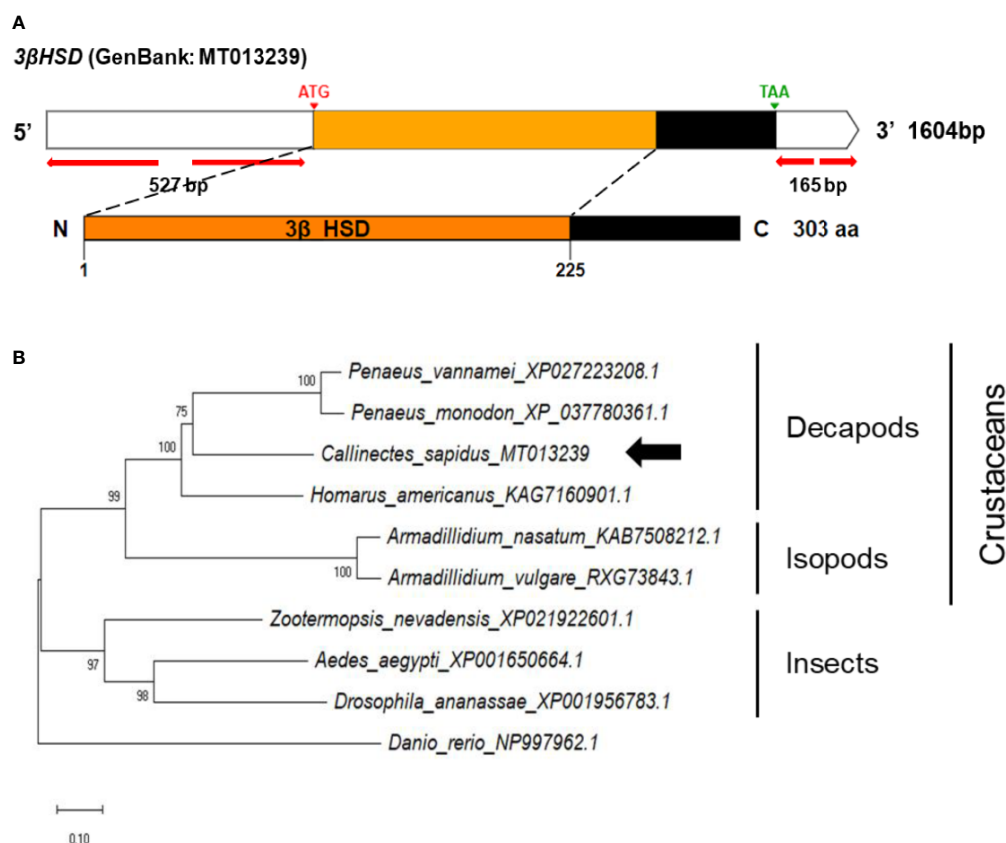 A
3βHSD (GenBank: MT013239)
ATG
TAA
5’
3’ 1604bp
527 bp
165 bp
N
3β HSD
C
303 aa
1
225
B
Penaeus_vannamei_XP027223208.1
100
Penaeus_monodon_XP_037780361.1
75
Callinectes_sapidus_MT013239
100
Homarus_americanus_KAG7160901.1
99
Armadillidium_nasatum_KAB7508212.1
Armadillidium_vulgare_RXG73843.1
100
Zootermopsis_nevadensis_XP021922601.1
97
Aedes_aegypti_XP001650664.1
98
Drosophila_ananassae_XP001956783.1
Danio_rerio_NP997962.1
Decapods
Isopods
Insects
Crustaceans
0.10